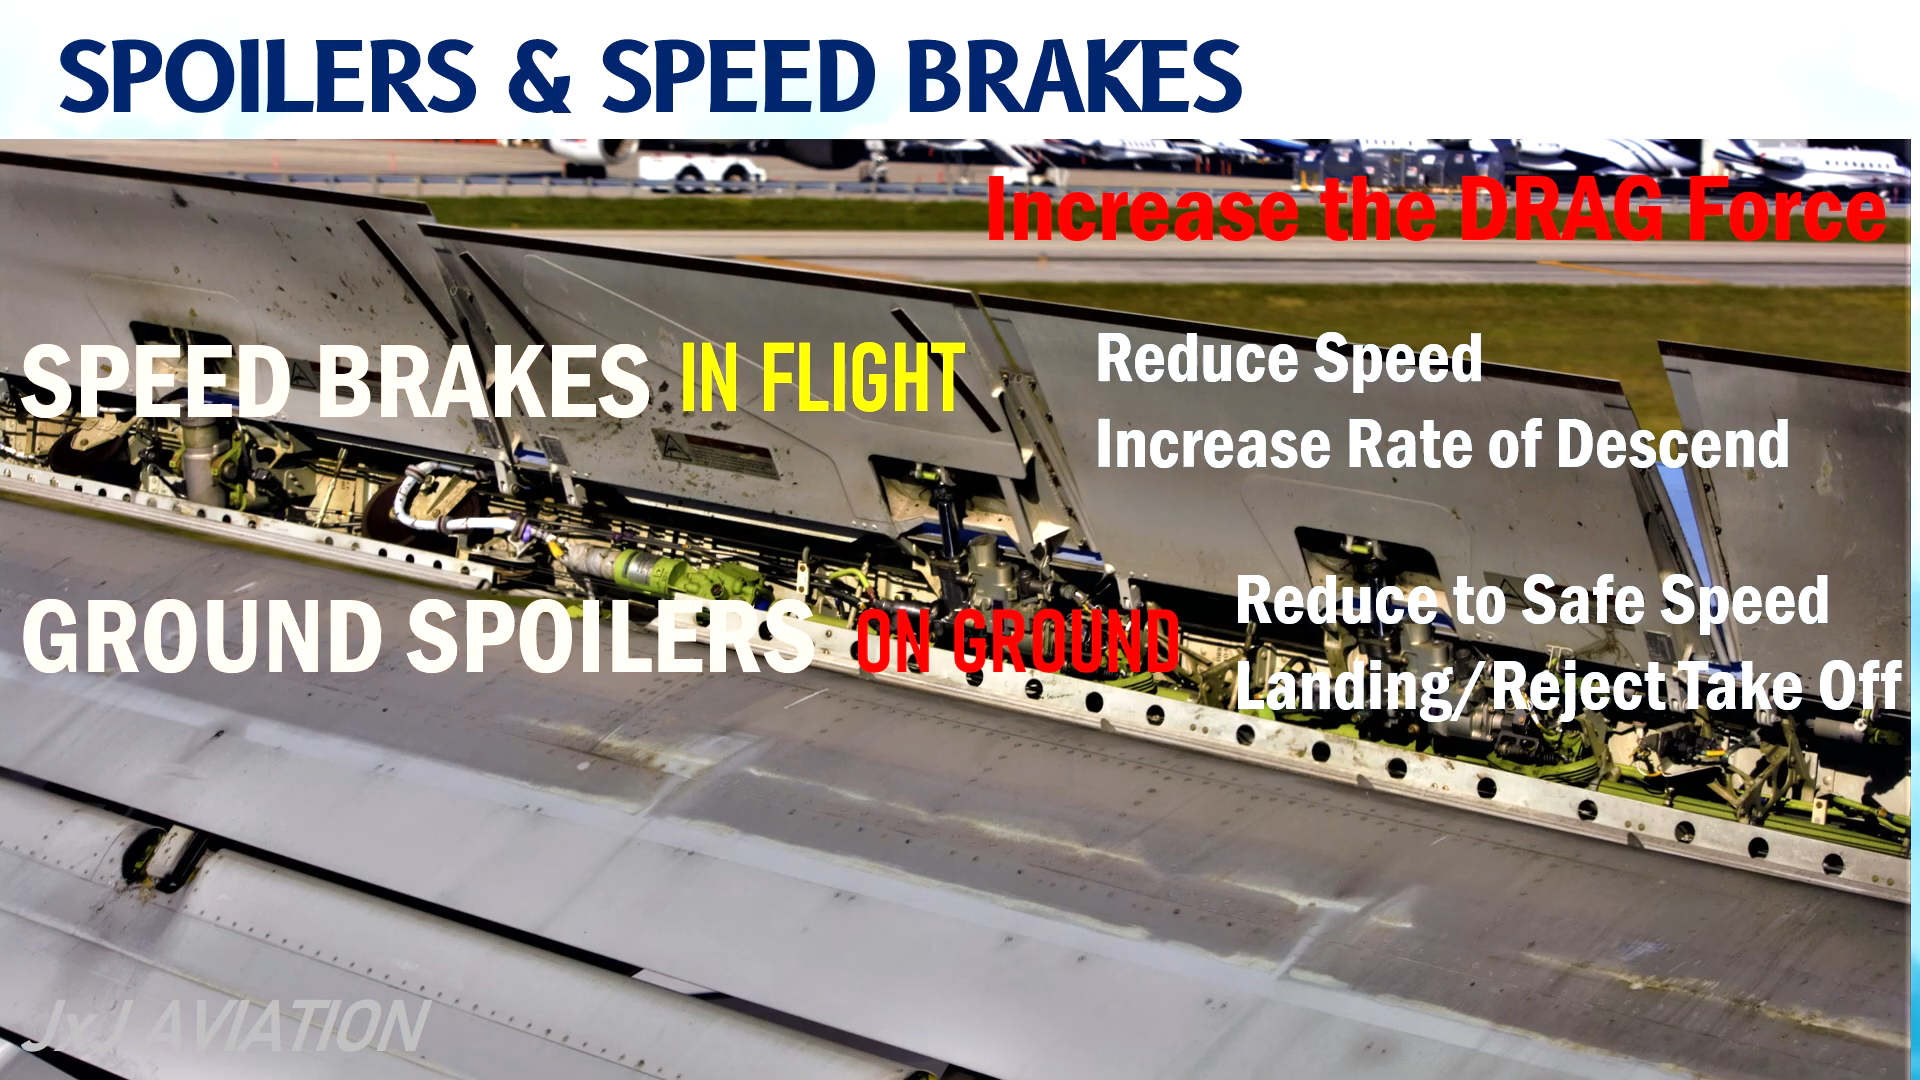 SPOILERS & SPEED BRAKES
Increase the DRAG Force
SPEED BRAKES IN FLIGHT
Reduce Speed
Increase Rate of Descend
GROUND SPOILERS ON GROUND
Reduce to Safe Speed
Landing/Reject Take Off
JxJ AVIATION